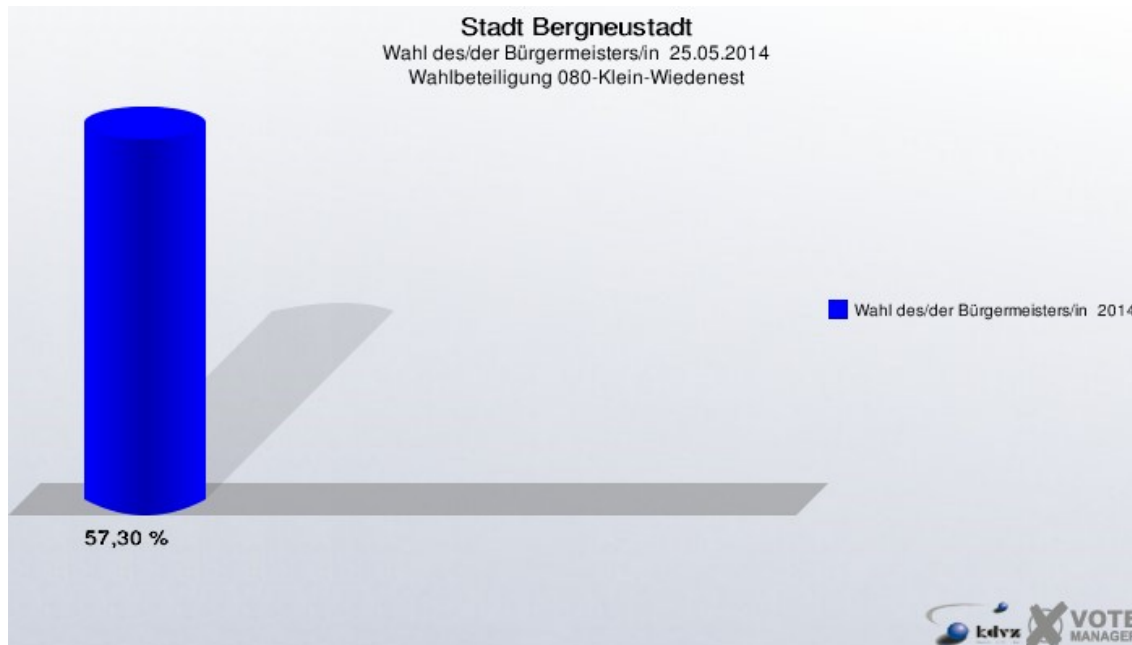 Stadt Bergneustadt
Wahl des/der Bürgermeisters/in 25.05.2014
Wahlbeteiligung 080-Klein-Wiedenest
Wahl des/der Bürgermeisters/in 2014
57,30 %
kdvz
VOTE
MANAGER